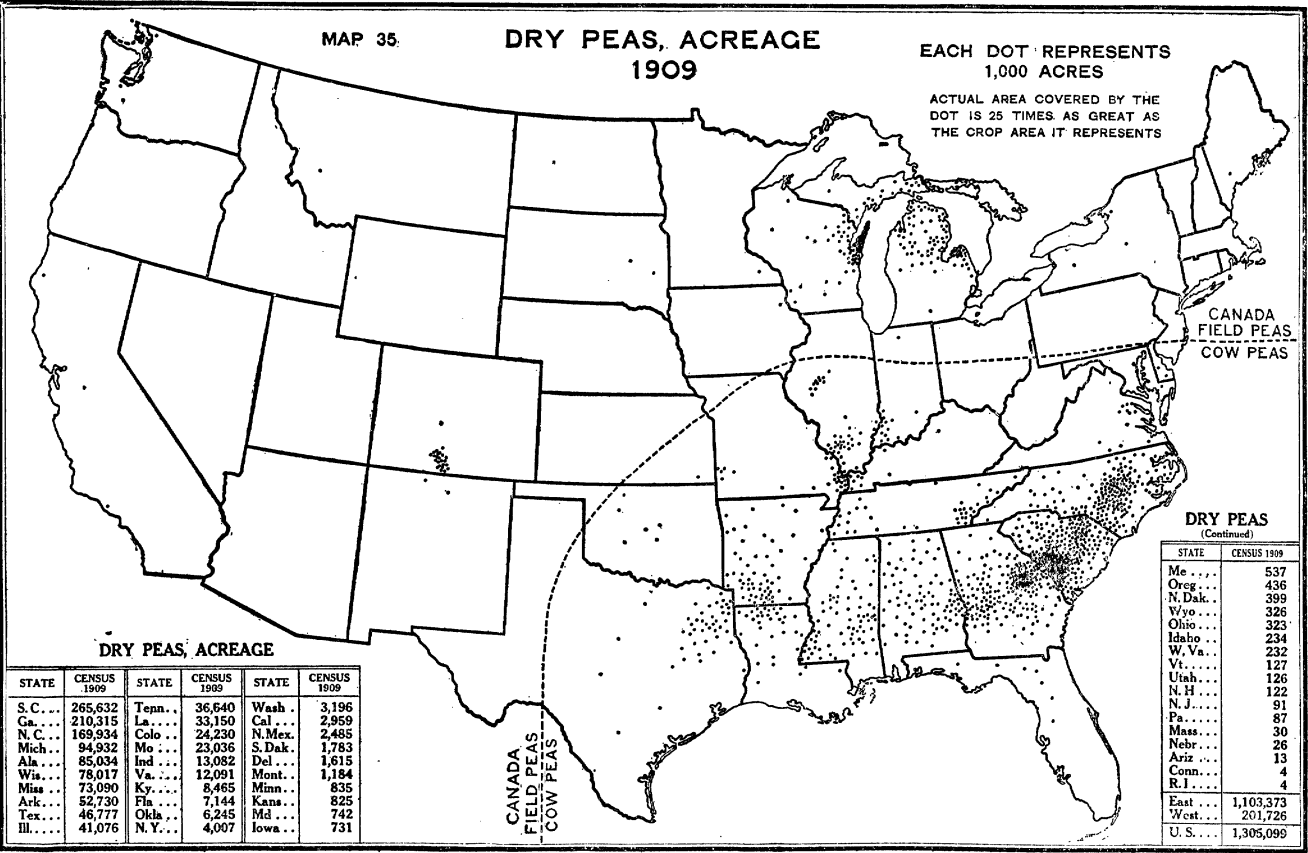 MAP 35.
DRY PEAS, ACREAGE
1909
EACH DOT REPRESENTS
1,000 ACRES
ACTUAL AREA COVERED BY THE
DOT IS 25 TIMES AS GREAT AS
THE CROP AREA IT REPRESENTS
CANADA
FIELD PEAS
COW PEAS
CANADA
FIELD PEAS
COW PEAS
DRY PEAS, ACREAGE
STATE CENSUS 1909 STATE CENSUS 1909 STATE CENSUS 1909
S.C.... 265,632 Tenn.. 36,640 Wash . 3,196
Ga.... 210,315 La.... 33,150 Cal ... 2,959
N.C... 169,934 Colo .. 24,230 N.Mex. 2,485
Mich.. 94,932 Mo ... 23,036 S.Dak. 1,783
Ala.... 85,034 Ind ... 13,082 Del ... 1,615
Wis... 78,017 Va.... 12,091 Mont.. 1,184
Miss .. 73,090 Ky.... 8,465 Minn.. 835
Ark... 52,730 Fla ... 7,144 Kans.. 825
Tex... 46,777 Okla .. 6,245 Md ... 742
Ill..... 41,076 N.Y... 4,007 Iowa .. 731
DRY PEAS
(Continued)
STATE CENSUS 1909
Me .... 537
Oreg... 436
N.Dak.. 399
Wyo ... 326
Ohio... 323
Idaho .. 234
W.Va.. 232
Vt..... 127
Utah... 126
N.H ... 122
N.J.... 91
Pa..... 87
Mass... 30
Nebr... 26
Ariz ... 13
Conn... 4
R.I .... 4
East ... 1,103,373
West... 201,726
U.S.... 1,305,099